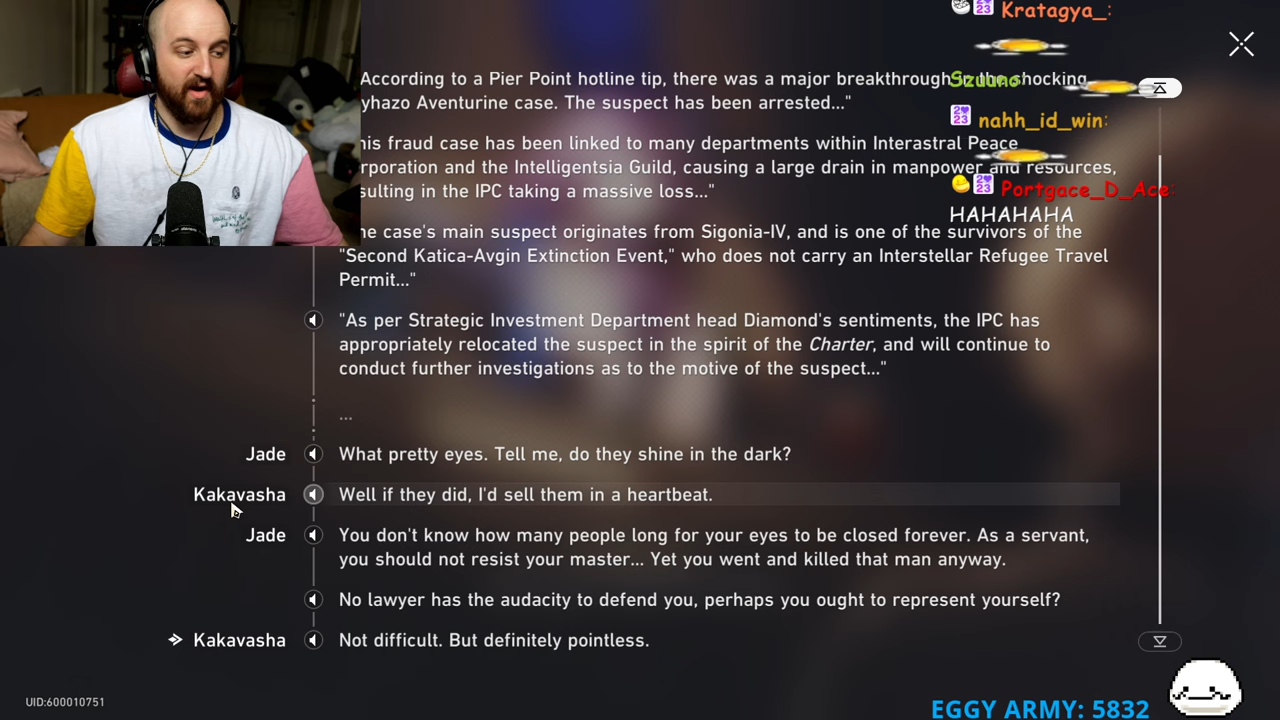 Kratagya_:
According to a Pier Point hotline tip, there was a major breakthrough in the shocking
Szuuno
yhazo Aventurine case. The suspect has been arrested..."
nahh_id_win:
his fraud case has been linked to many departments within Interastral Peace
rporation and the Intelligentsia Guild, causing a large drain in manpower and resources,
sulting in the IPC taking a massive loss..."
Portgace_D_Ace:
HAHAHAHA
he case's main suspect originates from Sigonia-IV, and is one of the survivors of the
"Second Katica-Avgin Extinction Event," who does not carry an Interstellar Refugee Travel
Permit..."
"As per Strategic Investment Department head Diamond's sentiments, the IPC has
appropriately relocated the suspect in the spirit of the Charter, and will continue to
conduct further investigations as to the motive of the suspect..."
...
Jade What pretty eyes. Tell me, do they shine in the dark?
Kakavasha Well if they did, I'd sell them in a heartbeat.
Jade You don't know how many people long for your eyes to be closed forever. As a servant,
you should not resist your master... Yet you went and killed that man anyway.
No lawyer has the audacity to defend you, perhaps you ought to represent yourself?
Kakavasha Not difficult. But definitely pointless.
UID:600010751
EGGY ARMY: 5832